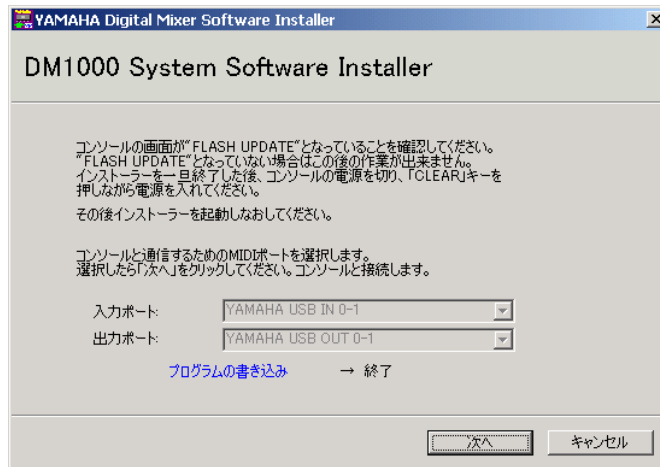 YAMAHA Digital Mixer Software Installer
DM1000 System Software Installer
コンソールの画面が"FLASH UPDATE"となっていることを確認してください。
"FLASH UPDATE"となっていない場合はこの後の作業が出来ません。
インストーラーを一旦終了した後、コンソールの電源を切り、「CLEAR」キーを
押しながら電源を入れてください。
その後インストーラーを起動しなおしてください。
コンソールと通信するためのMIDIポートを選択します。
選択したら「次へ」をクリックしてください。コンソールと接続します。
入力ポート: YAMAHA USB IN 0-1
出力ポート: YAMAHA USB OUT 0-1
プログラムの書き込み → 終了
次へ キャンセル